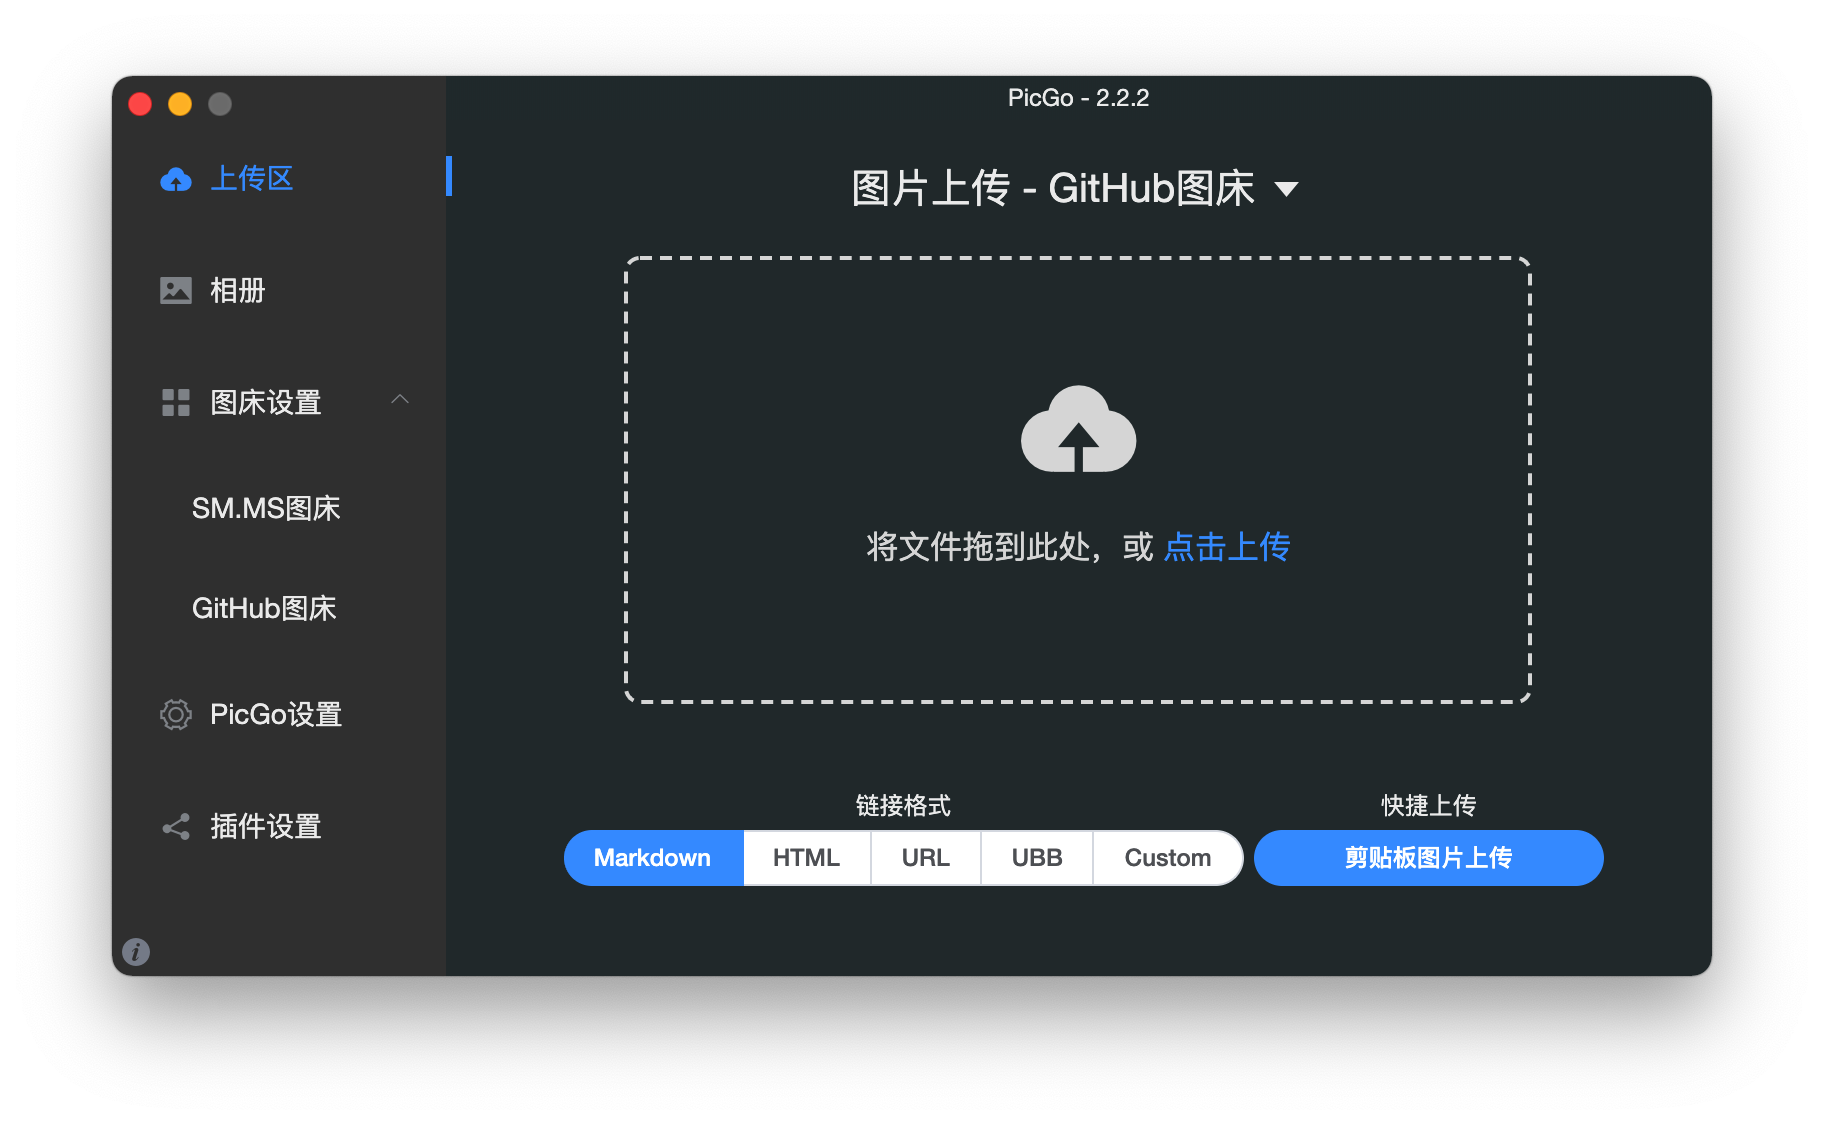 PicGo - 2.2.2
上传区
相册
图床设置
SM.MS图床
GitHub图床
PicGo设置
插件设置
图片上传 - GitHub图床
将文件拖到此处，或 点击上传
链接格式
Markdown HTML URL UBB Custom
快捷上传
剪贴板图片上传
i